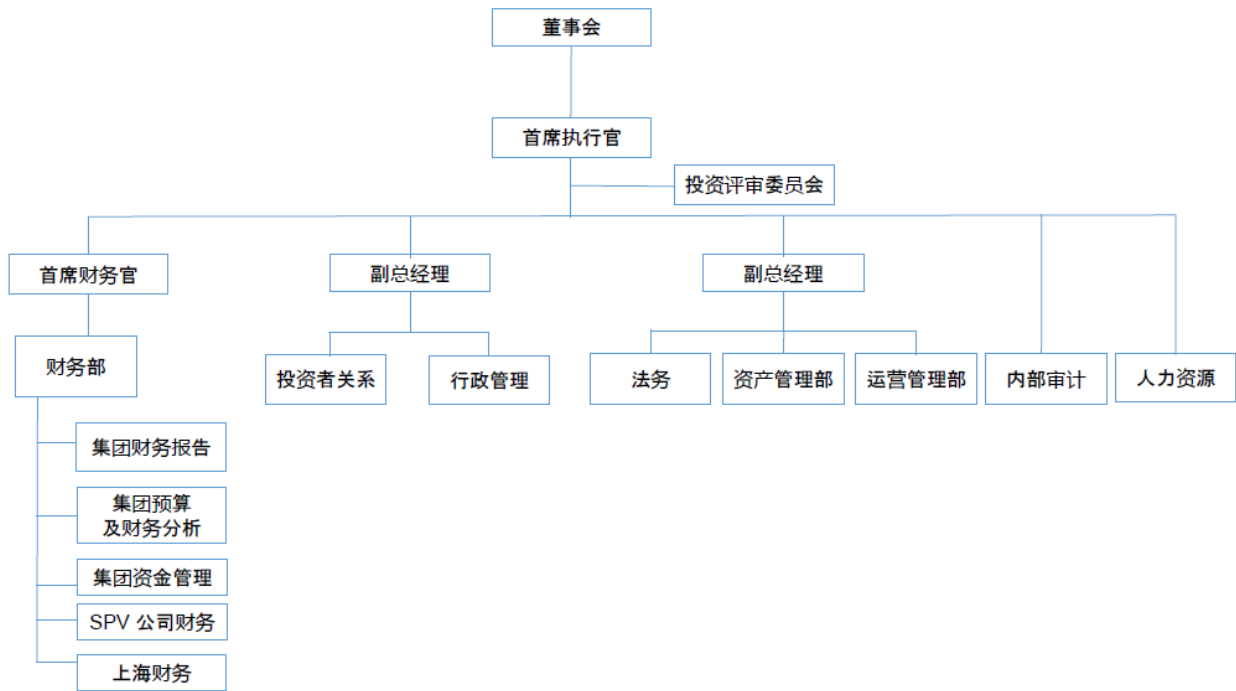 董事会
首席执行官
投资评审委员会
首席财务官
副总经理
副总经理
财务部
投资者关系
行政管理
法务
资产管理部
运营管理部
内部审计
人力资源
集团财务报告
集团预算
及财务分析
集团资金管理
SPV 公司财务
上海财务